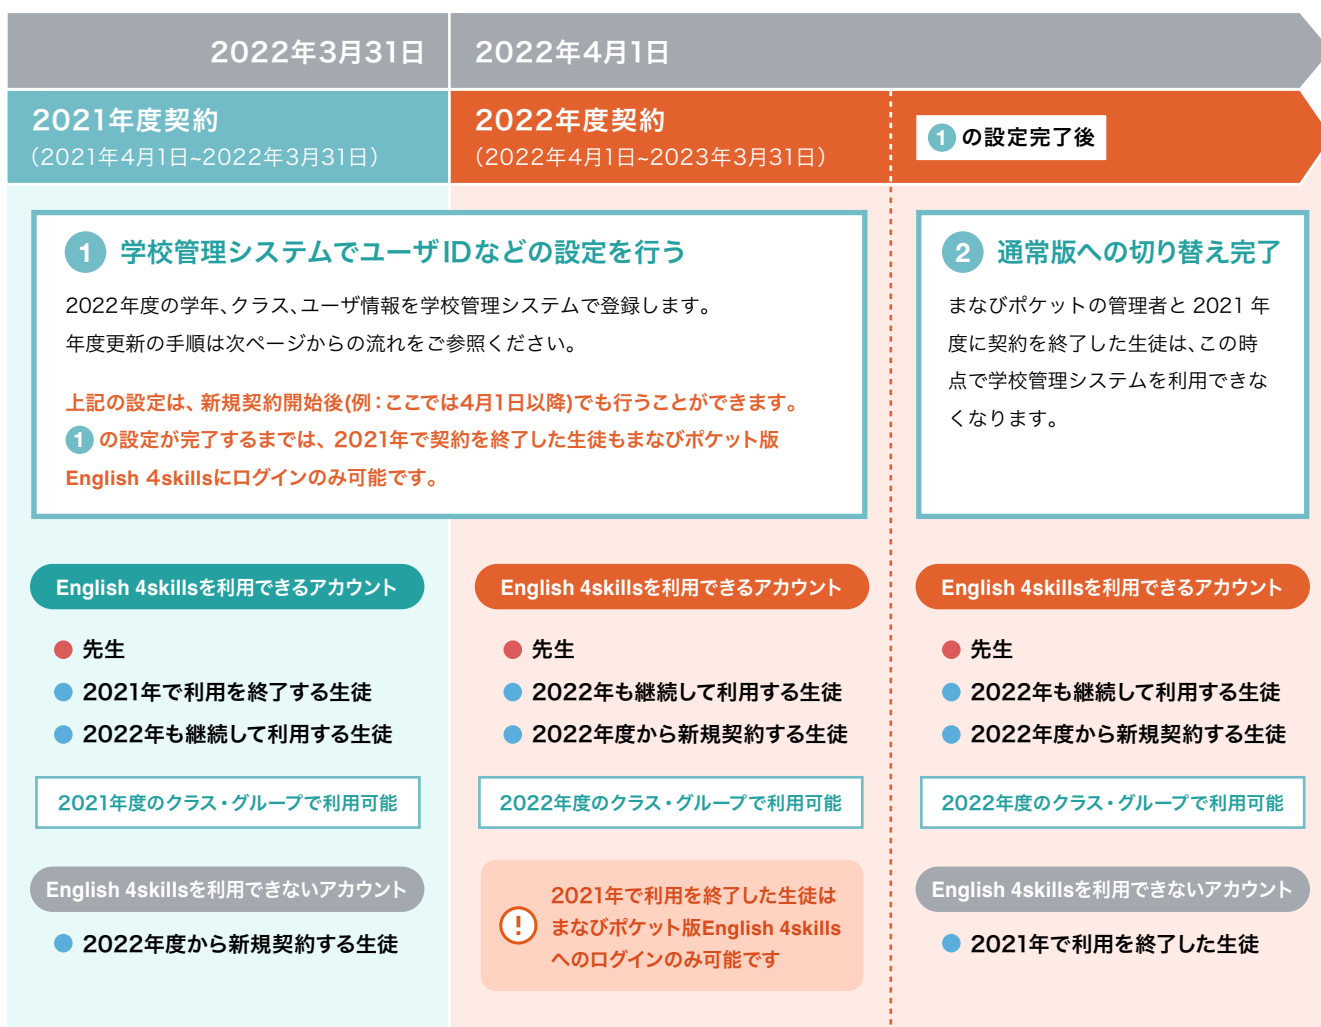 2022年3月31日
2022年4月1日
2021年度契約
（2021年4月1日~2022年3月31日）
2022年度契約
（2022年4月1日~2023年3月31日）
1 の設定完了後
1 学校管理システムでユーザIDなどの設定を行う
2022年度の学年、クラス、ユーザ情報を学校管理システムで登録します。
年度更新の手順は次ページからの流れをご参照ください。
上記の設定は、新規契約開始後(例：ここでは4月1日以降)でも行うことができます。
1 の設定が完了するまでは、2021年で契約を終了した生徒もまなびポケット版
English 4skillsにログインのみ可能です。
2 通常版への切り替え完了
まなびポケットの管理者と 2021 年
度に契約を終了した生徒は、この時
点で学校管理システムを利用できな
くなります。
English 4skillsを利用できるアカウント
先生
2021年で利用を終了する生徒
2022年も継続して利用する生徒
2021年度のクラス・グループで利用可能
English 4skillsを利用できないアカウント
2022年度から新規契約する生徒
English 4skillsを利用できるアカウント
先生
2022年も継続して利用する生徒
2022年度から新規契約する生徒
2022年度のクラス・グループで利用可能
! 2021年で利用を終了した生徒は
まなびポケット版English 4skills
へのログインのみ可能です
English 4skillsを利用できるアカウント
先生
2022年も継続して利用する生徒
2022年度から新規契約する生徒
2022年度のクラス・グループで利用可能
English 4skillsを利用できないアカウント
2021年で利用を終了した生徒